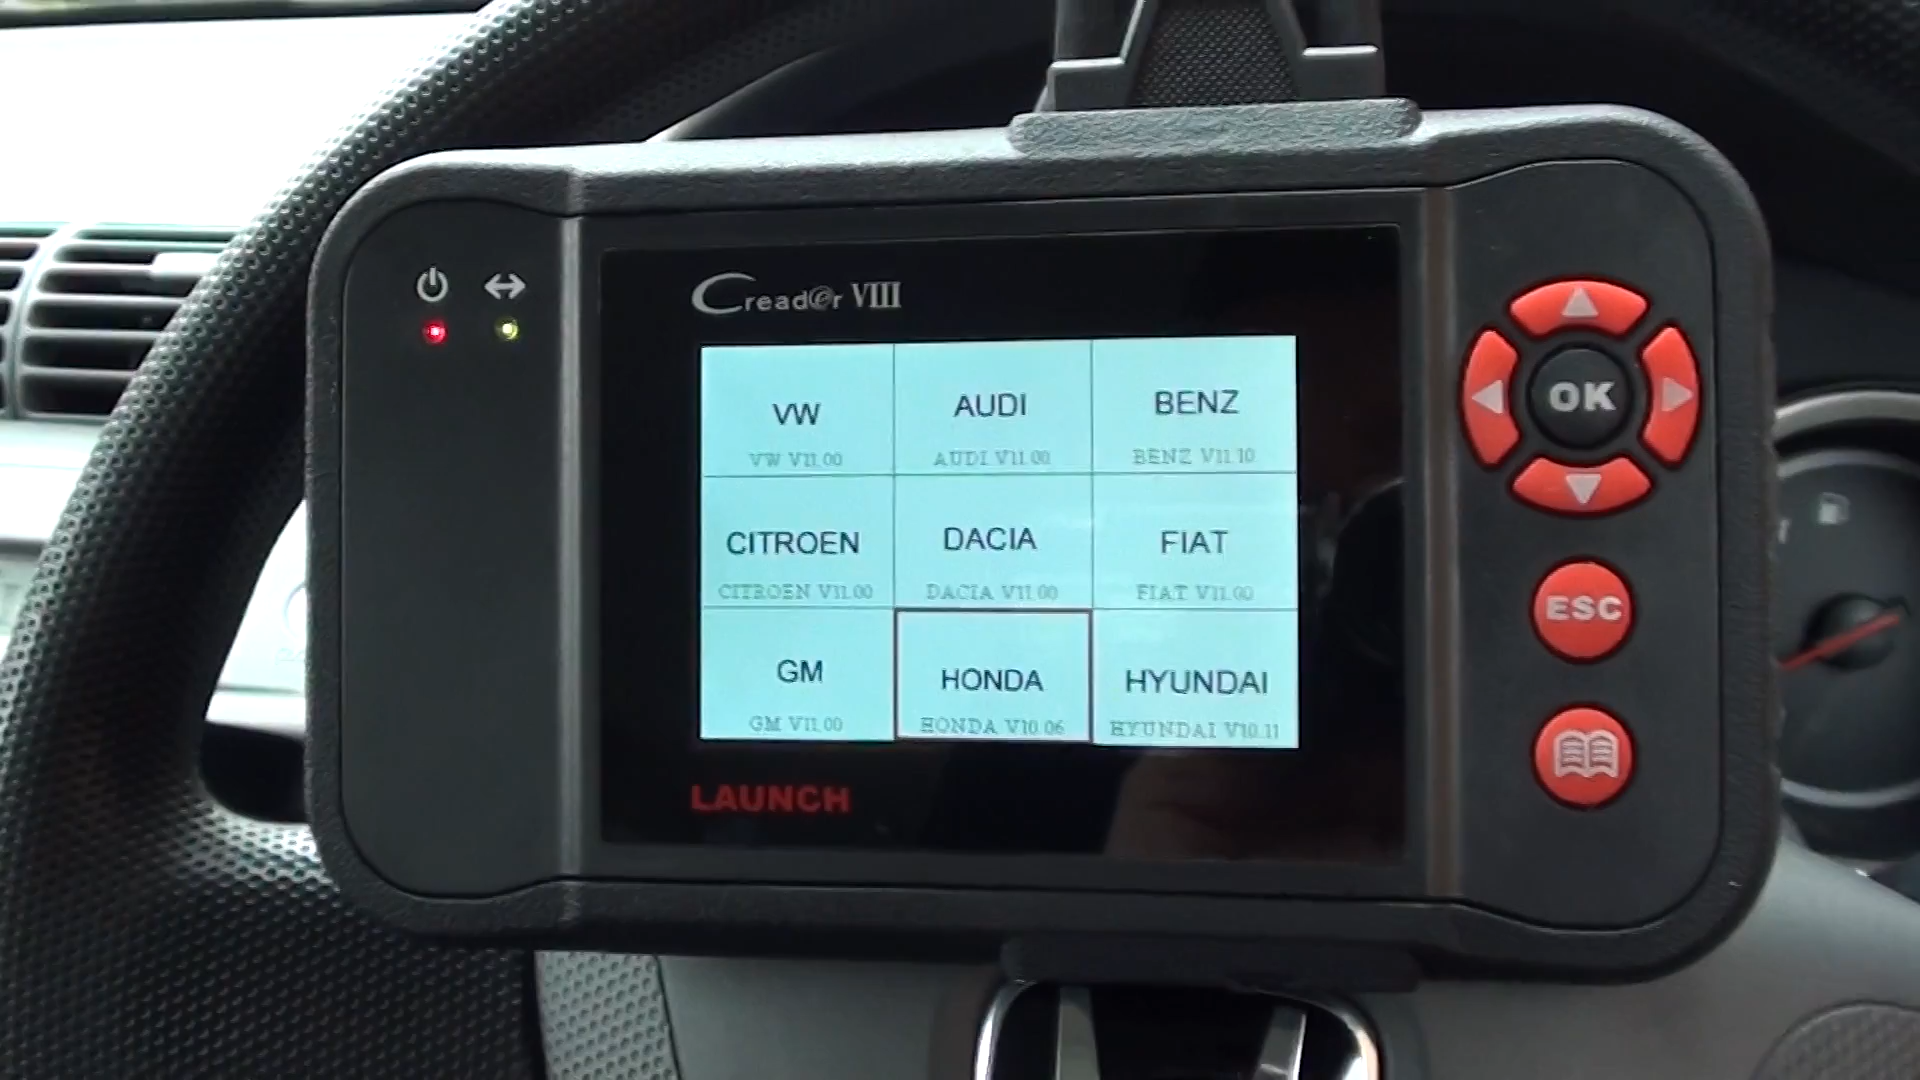 Creader VIII
VW
AUDI
BENZ
VW V11.00
AUDI V11.00
BENZ V11.10
CITROEN
DACIA
FIAT
CITROEN V11.00
DACIA V11.00
FIAT V11.00
GM
HONDA
HYUNDAI
GM V11.00
HONDA V10.06
HYUNDAI V10.11
LAUNCH
OK
ESC